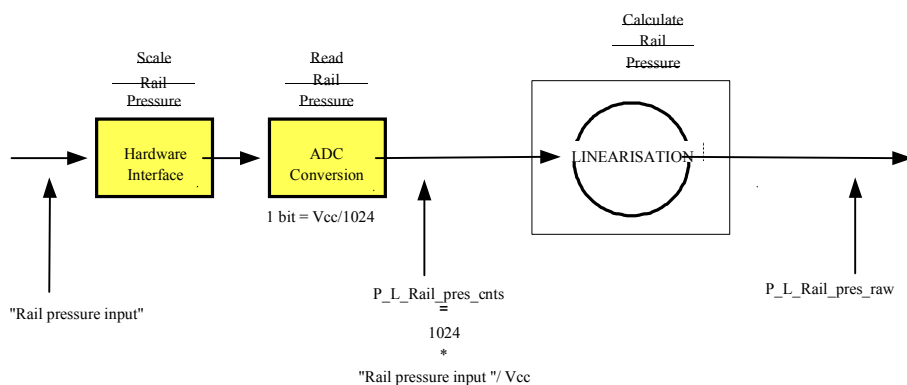 Scale
Rail
Pressure
Read
Rail
Pressure
Calculate
Rail
Pressure
Hardware
Interface
ADC
Conversion
LINEARISATION
1 bit = Vcc/1024
"Rail pressure input"
P_L_Rail_pres_cnts
=
1024
*
"Rail pressure input "/ Vcc
P_L_Rail_pres_raw